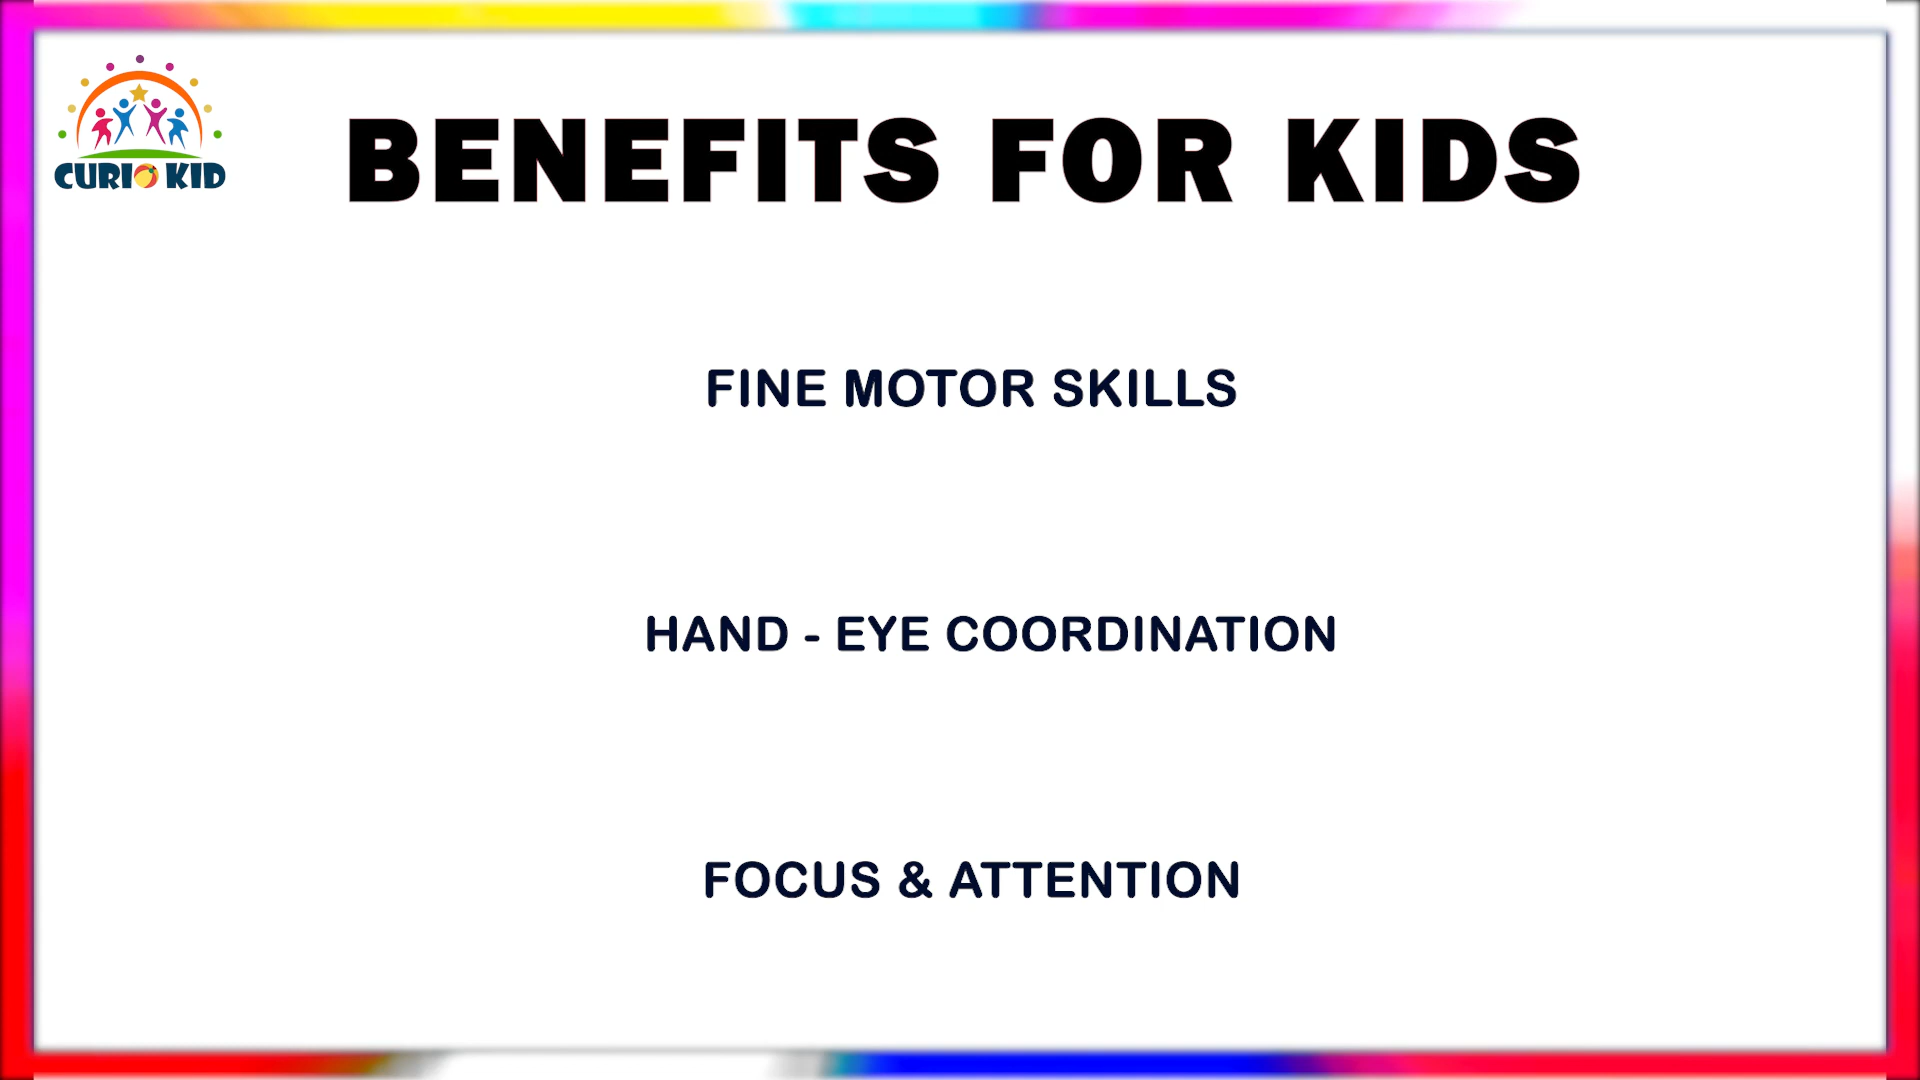 CURIO KID
BENEFITS FOR KIDS
FINE MOTOR SKILLS
HAND - EYE COORDINATION
FOCUS & ATTENTION